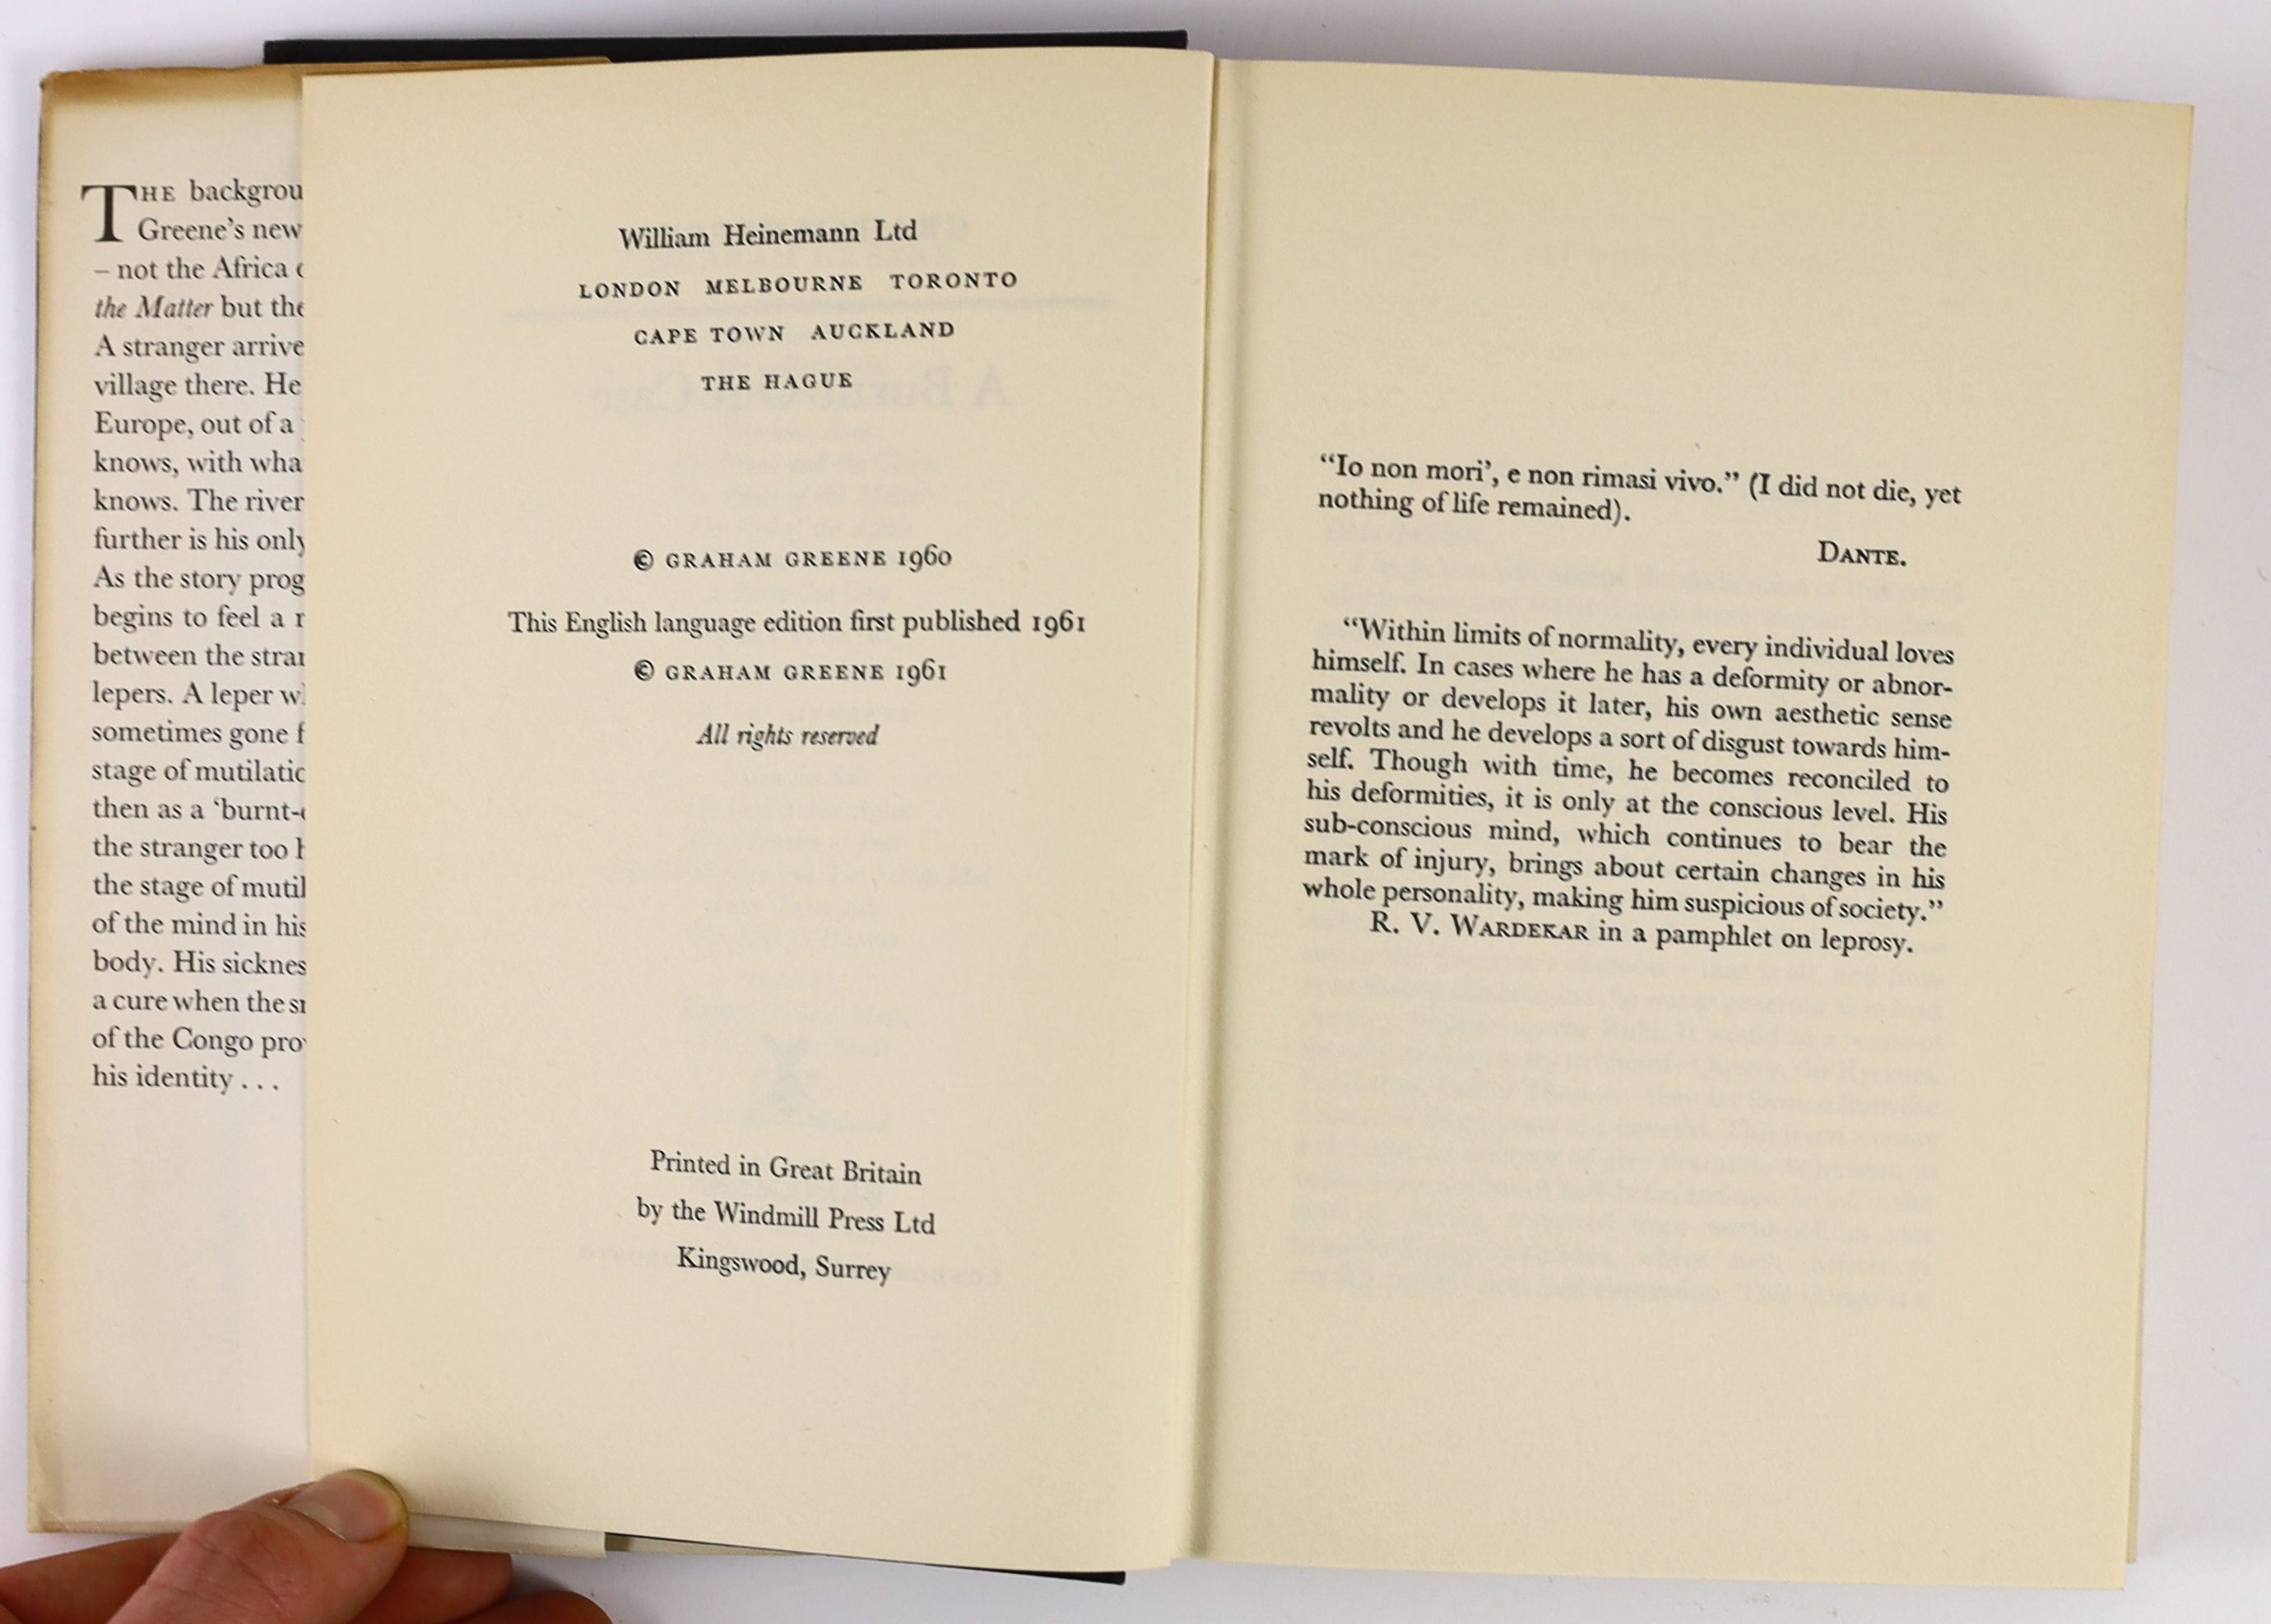 THE
Greene's new
– not the Africa
the Matter but the
A stranger
village there. He
Europe, out of a
knows, with
knows. The river
further is his only
As the story
begins to feel a
between the
lepers. A leper
sometimes gone
stage of
then as a
the stranger too
the stage of
of the mind in his
body. His
a cure when the
of the Congo
his identity . . .
William Heinemann Ltd
LONDON MELBOURNE TORONTO
CAPE TOWN AUCKLAND
THE HAGUE
© GRAHAM GREENE 1960
This English language edition first published 1961
© GRAHAM GREENE 1961
All rights reserved
Printed in Great Britain
by the Windmill Press Ltd
Kingswood, Surrey
“Io non mori’, e non rimasi vivo.” (I did not die, yet
nothing of life remained).
DANTE.
“Within limits of normality, every individual loves
himself. In cases where he has a deformity or abnor-
mality or develops it later, his own aesthetic sense
revolts and he develops a sort of disgust towards him-
self. Though with time, he becomes reconciled to
his deformities, it is only at the conscious level. His
sub-conscious mind, which continues to bear the
mark of injury, brings about certain changes in his
whole personality, making him suspicious of society.”
R. V. WARDEKAR in a pamphlet on leprosy.